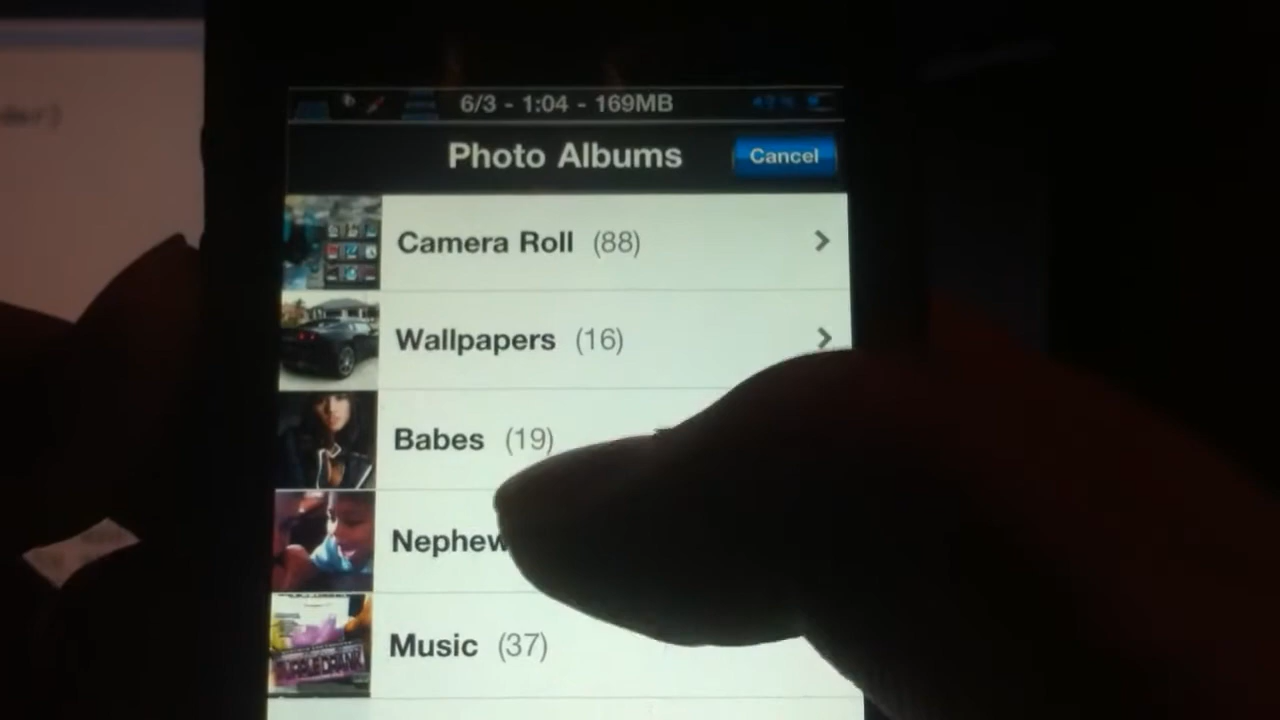 6/3 - 1:04 - 169MB
Photo Albums
Cancel
Camera Roll (88)
Wallpapers (16)
Babes (19)
Nephew
Music (37)